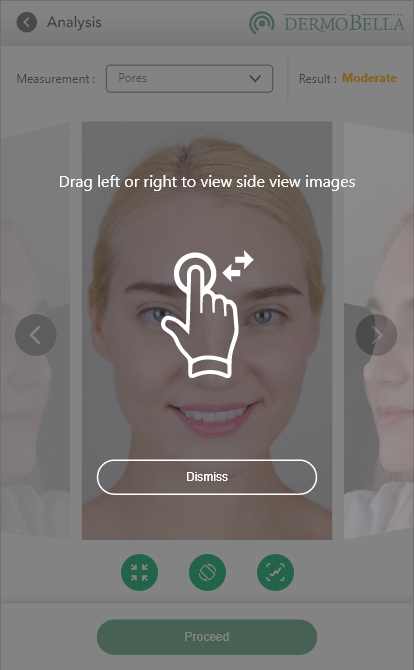 Analysis
DERMOBELLA
Measurement : Pores Result : Moderate
Drag left or right to view side view images
Dismiss
Proceed